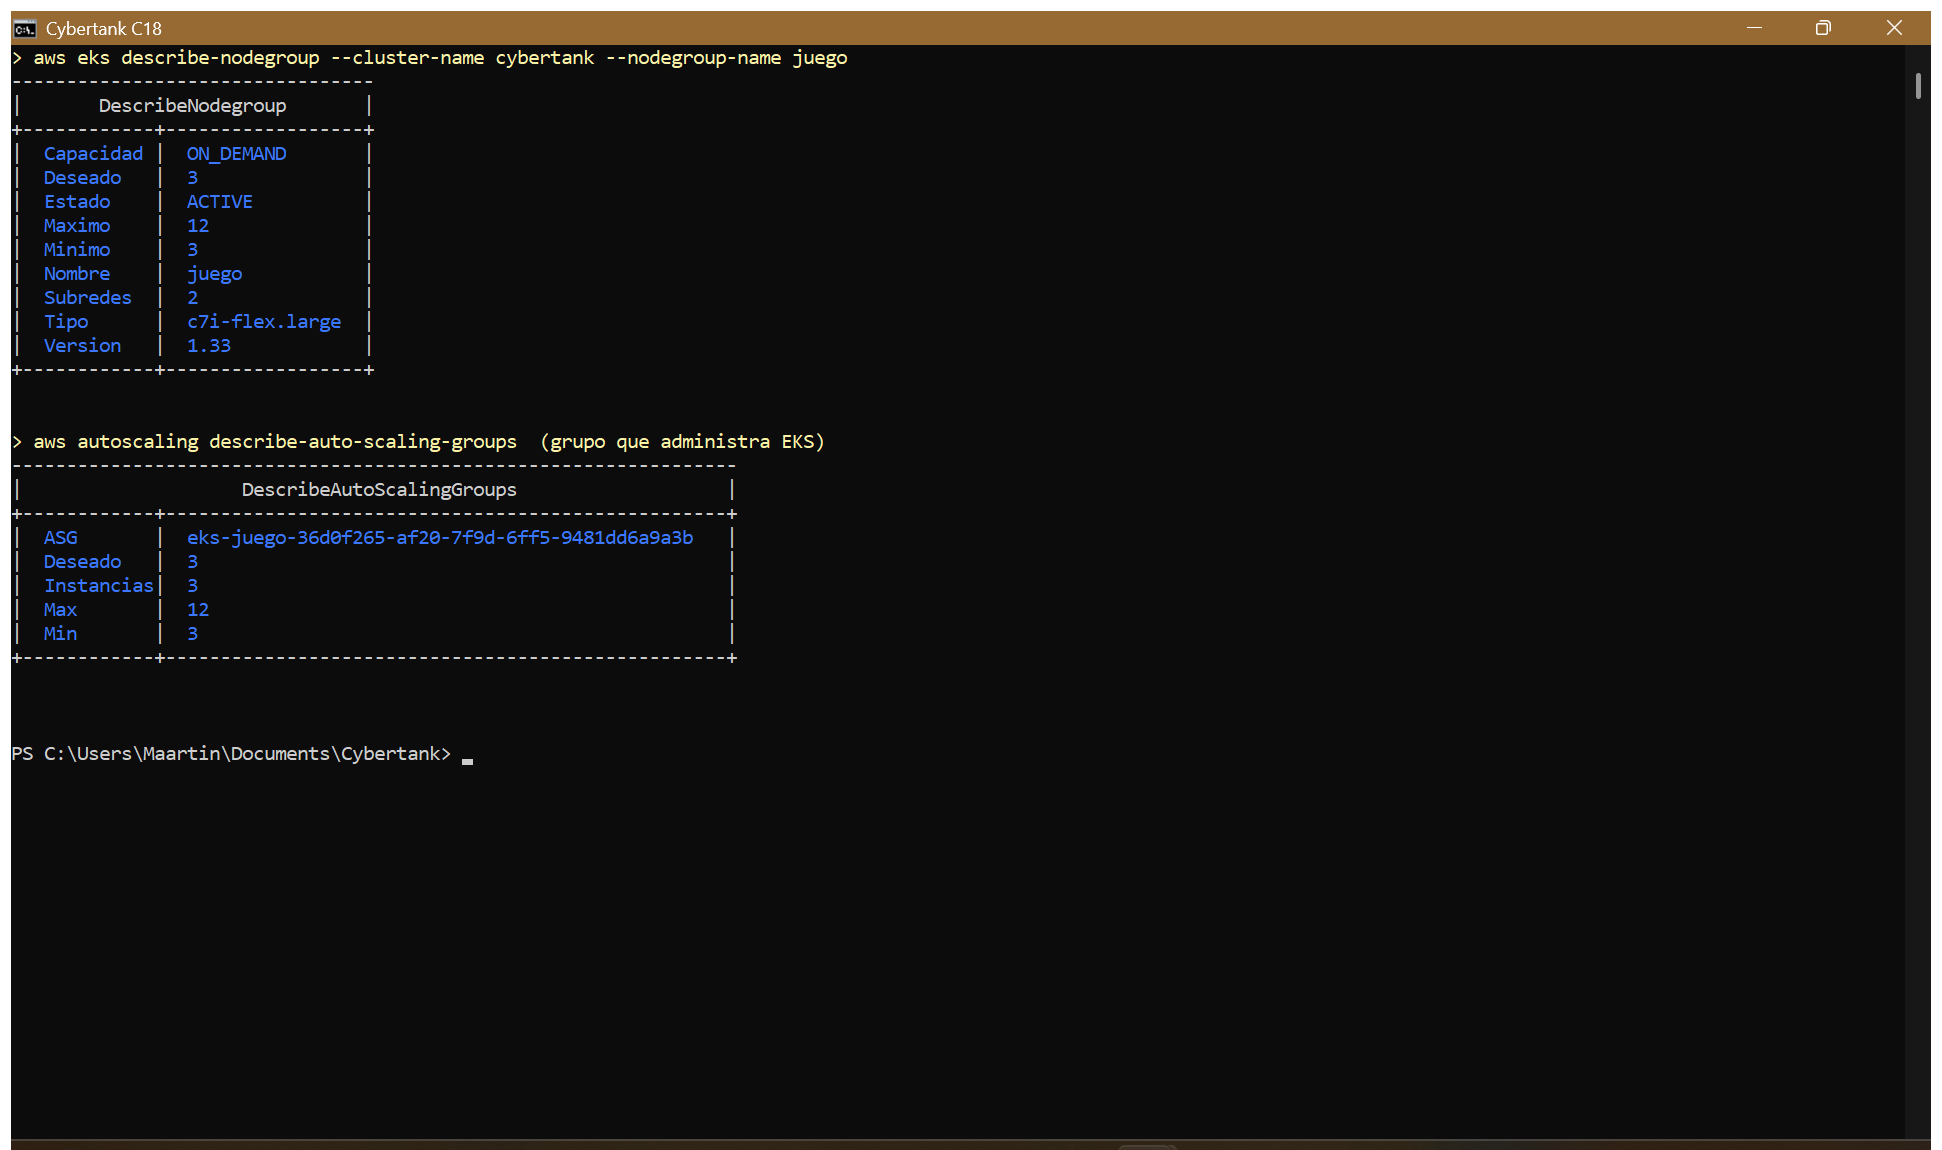 Cybertank C18
> aws eks describe-nodegroup --cluster-name cybertank --nodegroup-name juego
---------------------------------
|       DescribeNodegroup       |
+------------+------------------+
|  Capacidad |  ON_DEMAND       |
|  Deseado   |  3               |
|  Estado    |  ACTIVE          |
|  Maximo    |  12              |
|  Minimo    |  3               |
|  Nombre    |  juego           |
|  Subredes  |  2               |
|  Tipo      |  c7i-flex.large  |
|  Version   |  1.33            |
+------------+------------------+
> aws autoscaling describe-auto-scaling-groups  (grupo que administra EKS)
------------------------------------------------------------------
|                    DescribeAutoScalingGroups                   |
+------------+---------------------------------------------------+
|  ASG       |  eks-juego-36d0f265-af20-7f9d-6ff5-9481dd6a9a3b   |
|  Deseado   |  3                                                |
|  Instancias|  3                                                |
|  Max       |  12                                               |
|  Min       |  3                                                |
+------------+---------------------------------------------------+
PS C:\Users\Maartin\Documents\Cybertank>